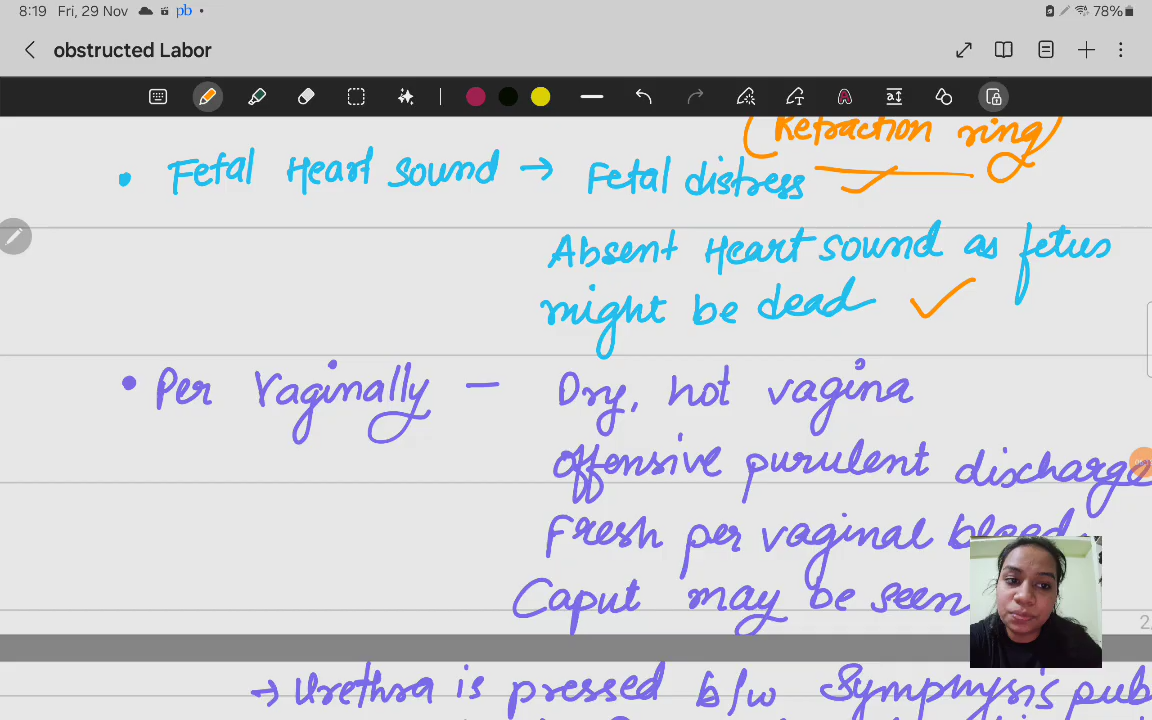 8:19 Fri, 29 Nov pb • 78%
obstructed Labor
(Retraction ring)
• Fetal Heart sound → Fetal distress
Absent Heart sound as fetus
might be dead
• Per Vaginally — Dry, hot vagina
offensive purulent discharge
Fresh per vaginal
Caput may be seen
→ Urethra is pressed b/w Symphysis pub